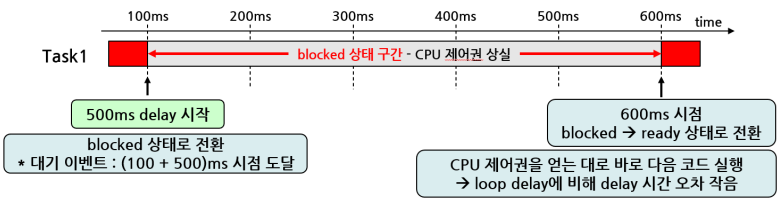 100ms 200ms 300ms 400ms 500ms 600ms time
Task1
blocked 상태 구간 - CPU 제어권 상실
500ms delay 시작
blocked 상태로 전환
* 대기 이벤트 : (100 + 500)ms 시점 도달
600ms 시점
blocked → ready 상태로 전환
CPU 제어권을 얻는 대로 바로 다음 코드 실행
→ loop delay에 비해 delay 시간 오차 작음